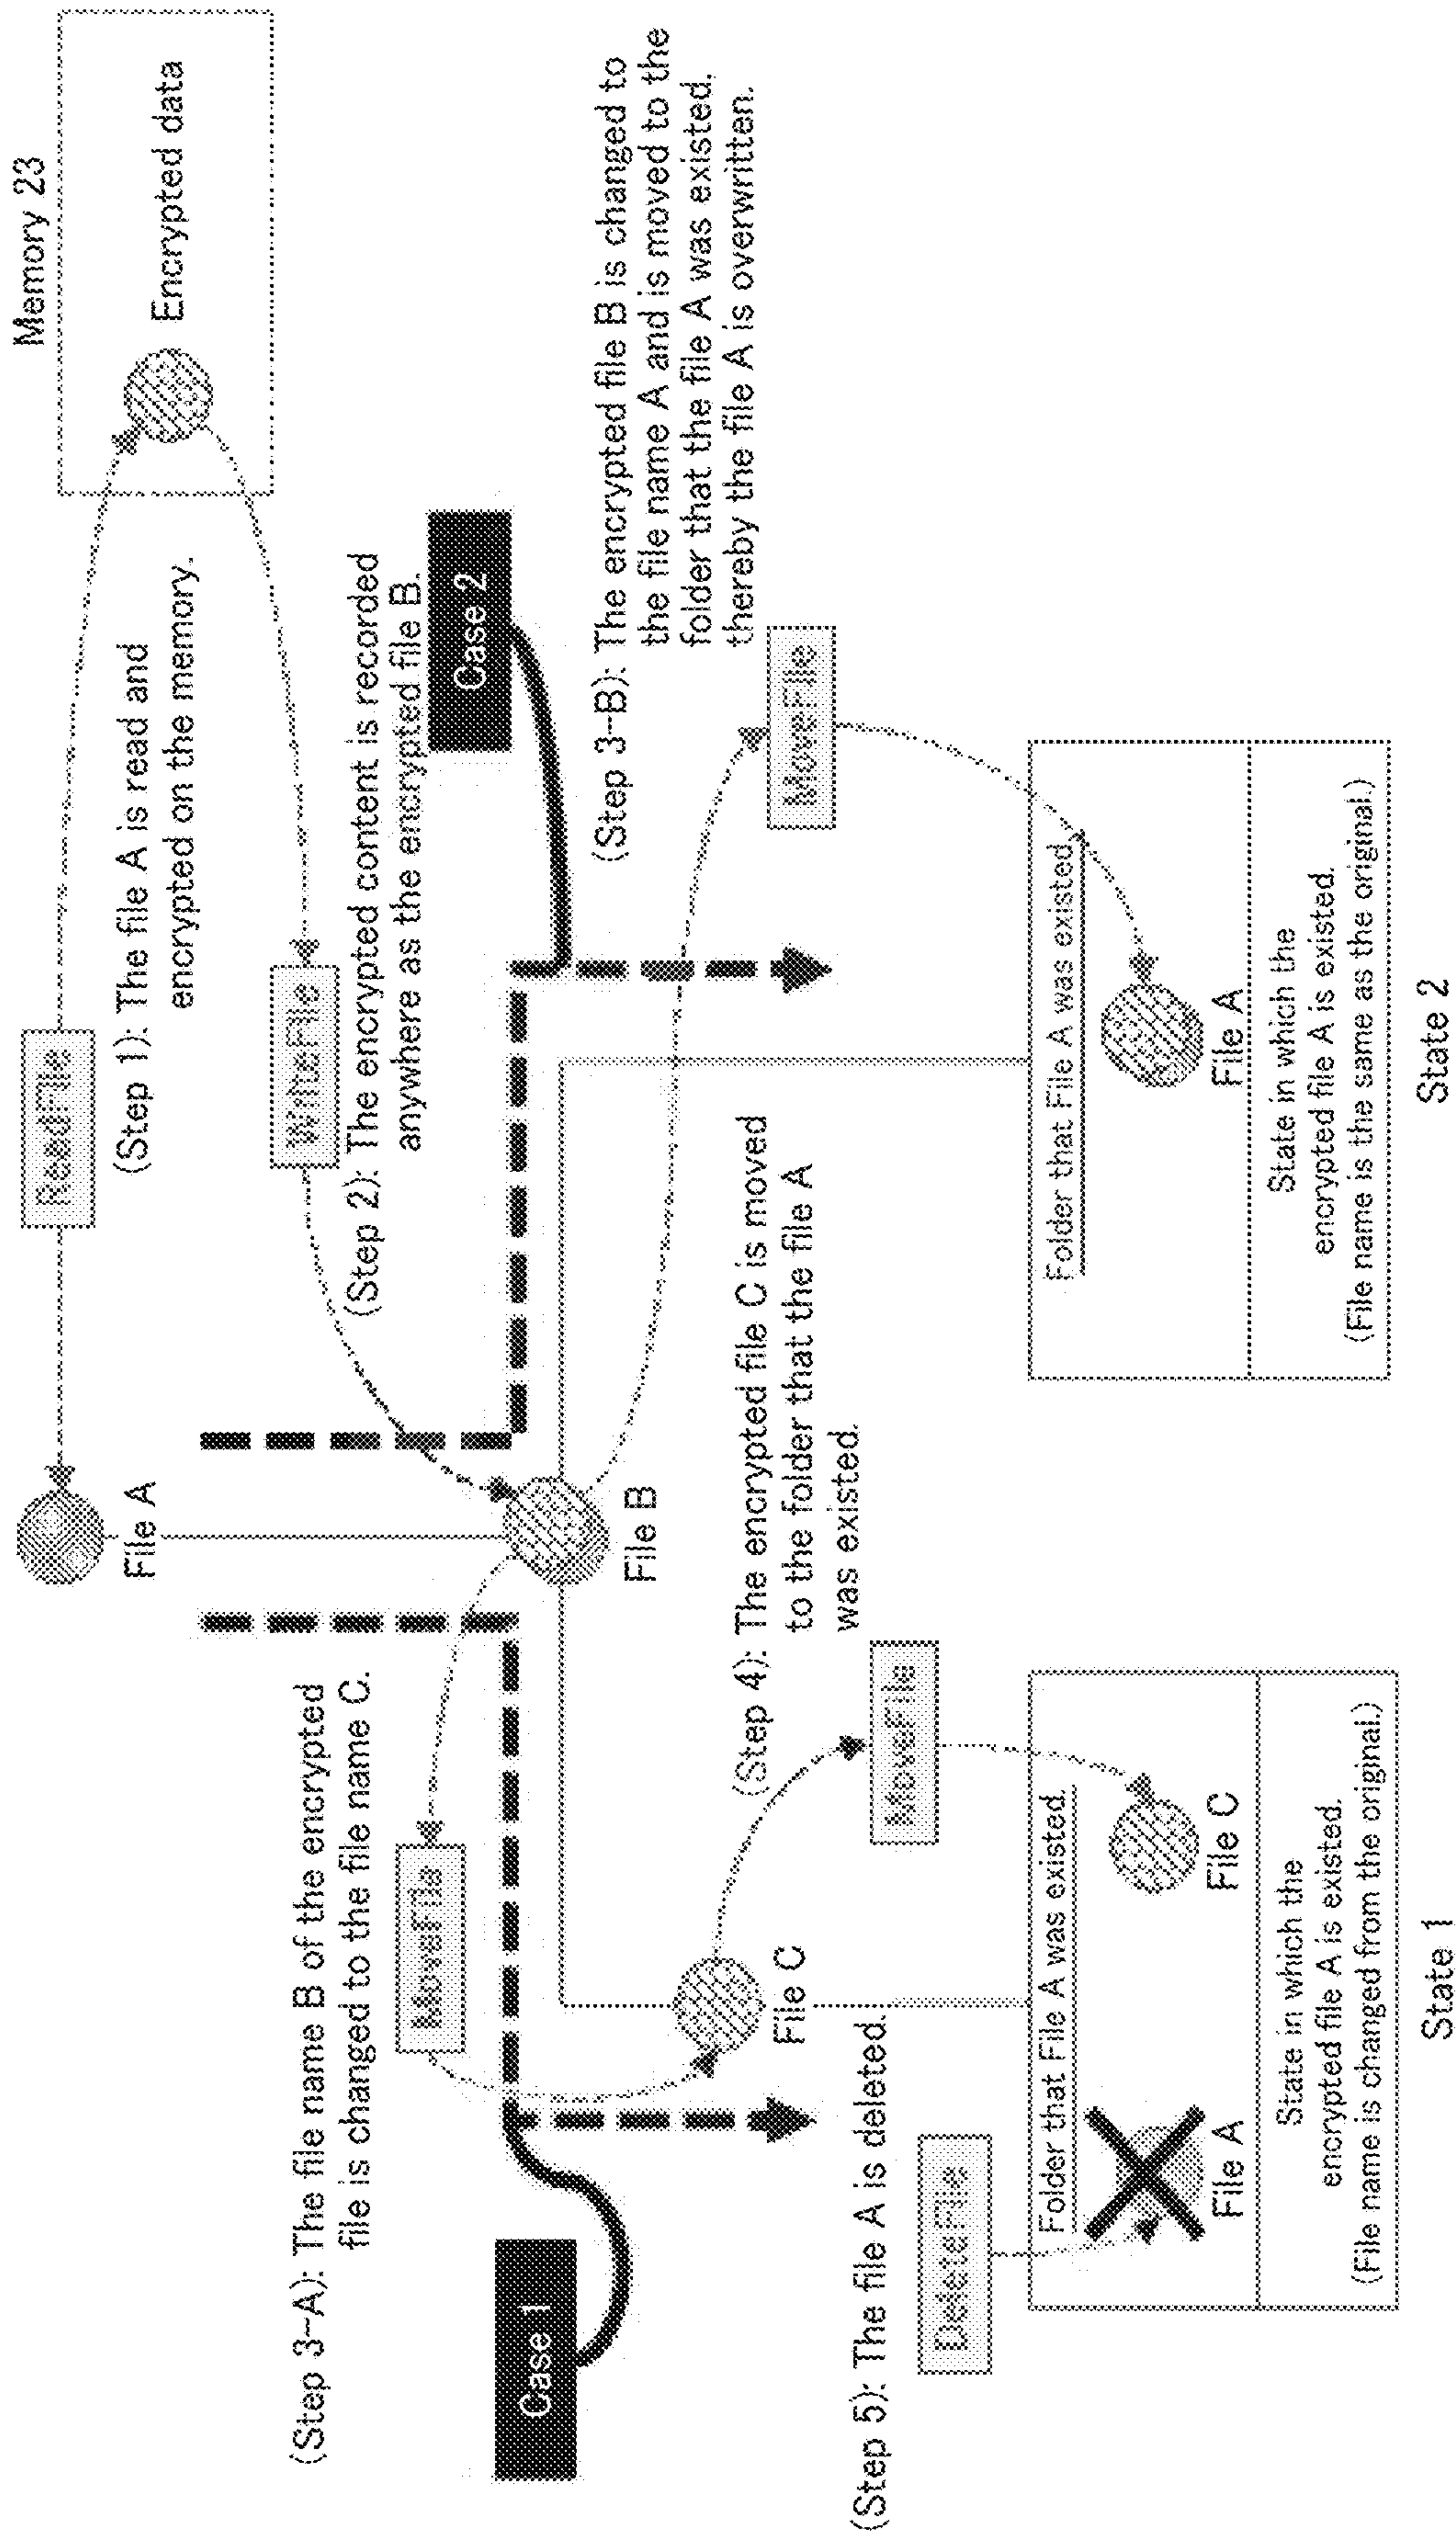 Memory 23
ReadFile
Encrypted data
File A
(Step 1): The file A is read and
encrypted on the memory.
WriteFile
(Step 2): The encrypted content is recorded
anywhere as the encrypted file B.
(Step 3-A): The file name B of the encrypted
file is changed to the file name C.
MoveFile
Case 2
Case 1
File B
(Step 3-B): The encrypted file B is changed to
the file name A and is moved to the
folder that the file A was existed,
thereby the file A is overwritten.
MoveFile
File C
(Step 4): The encrypted file C is moved
to the folder that the file A
was existed.
MoveFile
(Step 5): The file A is deleted.
DeleteFile
Folder that File A was existed.
File A
File C
State in which the
encrypted file A is existed.
(File name is changed from the original.)
State 1
Folder that File A was existed.
File A
State in which the
encrypted file A is existed.
(File name is the same as the original.)
State 2